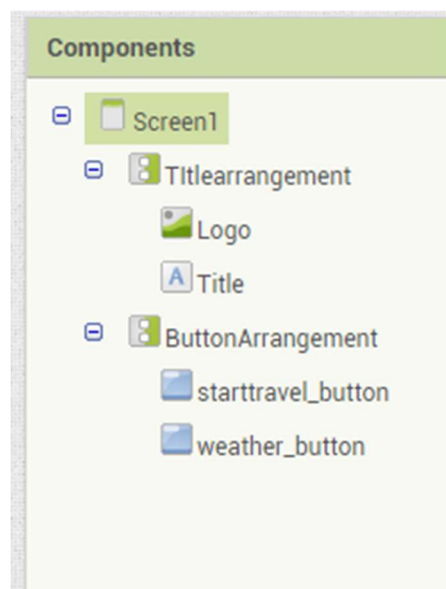 Components
Screen1
TItlearrangement
Logo
A Title
ButtonArrangement
starttravel_button
weather_button